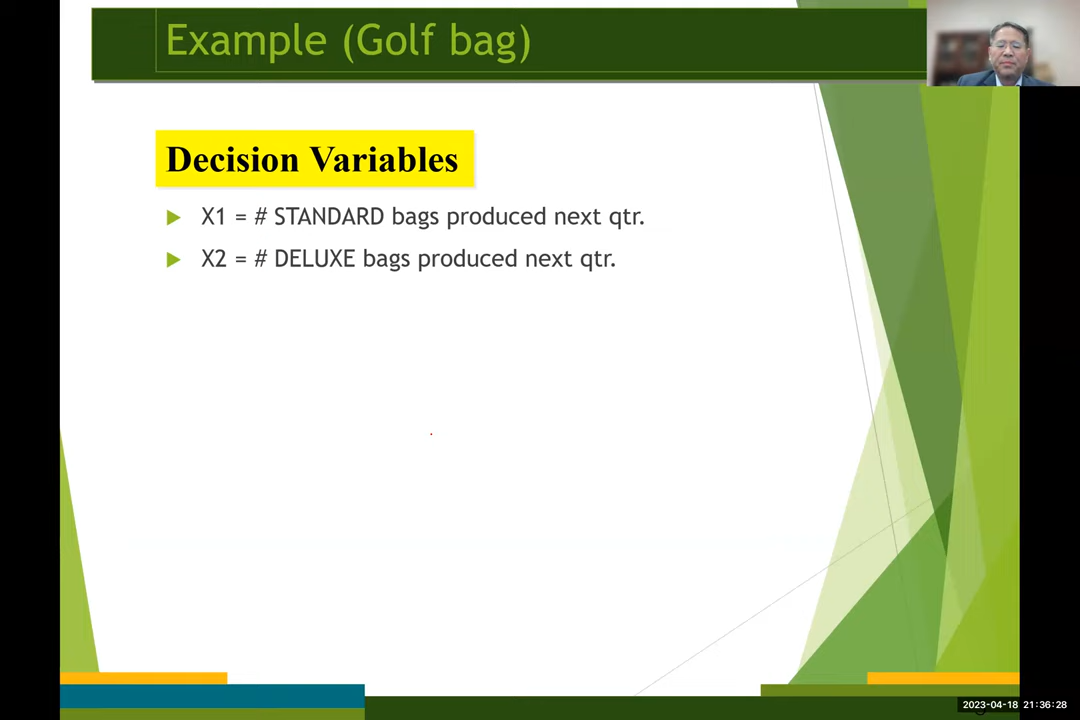 Example (Golf bag)
Decision Variables
X1 = # STANDARD bags produced next qtr.
X2 = # DELUXE bags produced next qtr.
2023-04-18 21:36:28